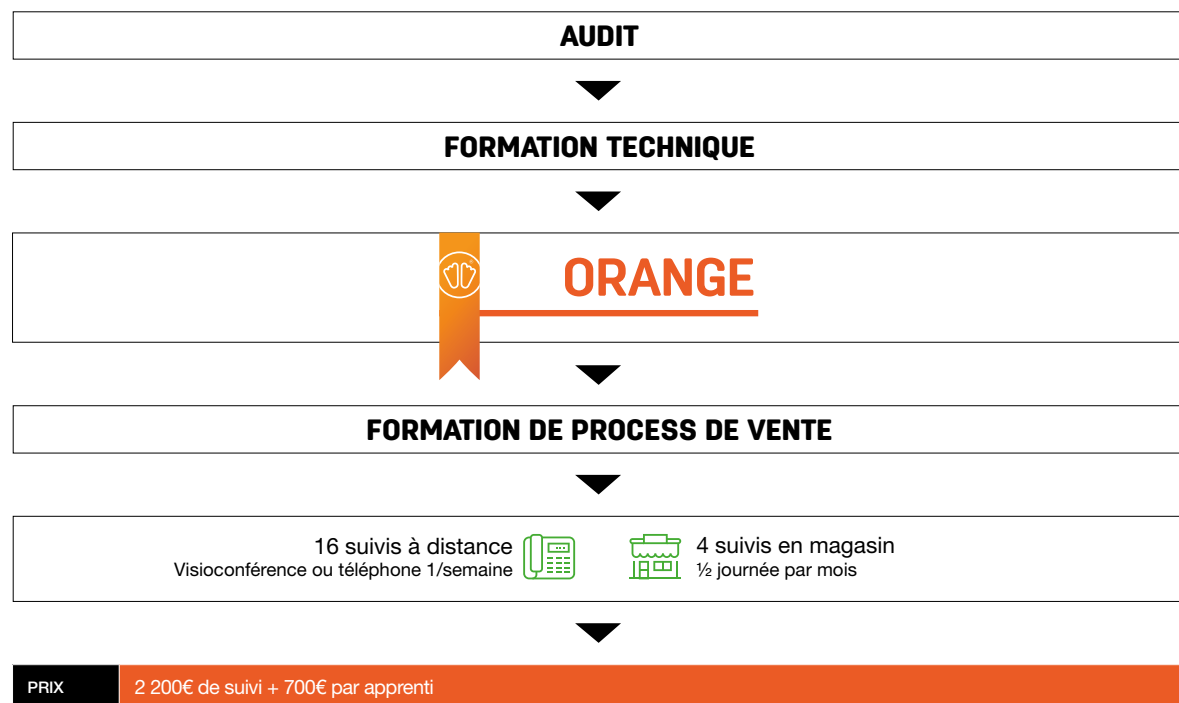 AUDIT
FORMATION TECHNIQUE
ORANGE
FORMATION DE PROCESS DE VENTE
16 suivis à distance
Visioconférence ou téléphone 1/semaine
4 suivis en magasin
½ journée par mois
PRIX
2 200€ de suivi + 700€ par apprenti